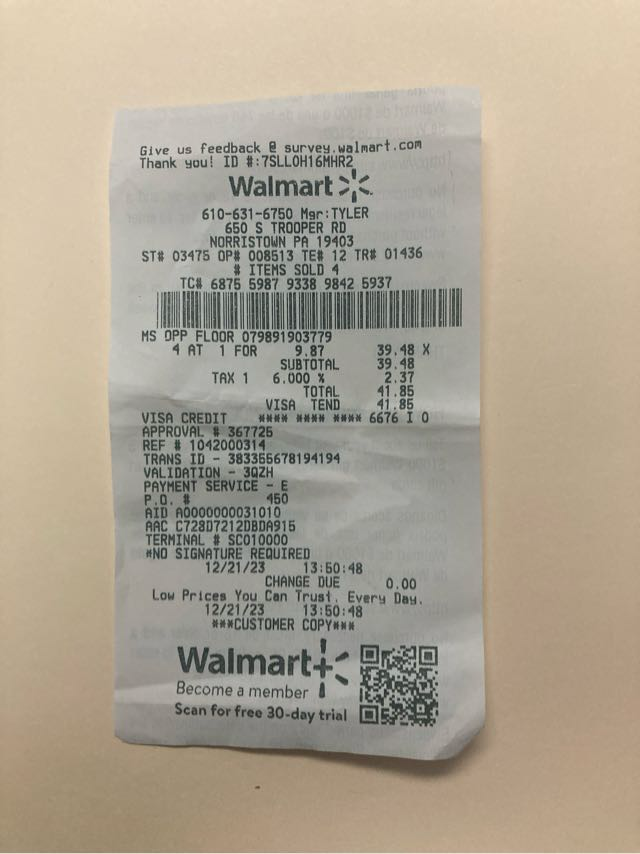 Give us feedback @ survey.walmart.com
Thank you! ID #:7SLL0H16MHR2
Walmart
610-631-6750 Mgr:TYLER
650 S TROOPER RD
NORRISTOWN PA 19403
ST# 03475 OP# 008513 TE# 12 TR# 01436
# ITEMS SOLD 4
TC# 6875 5987 9338 9842 5937
MS OPP FLOOR 079891903779
4 AT 1 FOR 9.87 39.48 X
SUBTOTAL 39.48
TAX 1 6.000 % 2.37
TOTAL 41.85
VISA TEND 41.85
VISA CREDIT **** **** **** 6676 I 0
APPROVAL # 367725
REF # 1042000314
TRANS ID - 383355678194194
VALIDATION - 3QZH
PAYMENT SERVICE - E
P.O. # 450
AID A0000000031010
AAC C728D7212DBDA915
TERMINAL # SC010000
*NO SIGNATURE REQUIRED
12/21/23 13:50:48
CHANGE DUE 0.00
Low Prices You Can Trust. Every Day.
12/21/23 13:50:48
***CUSTOMER COPY***
Walmart+
Become a member
Scan for free 30-day trial